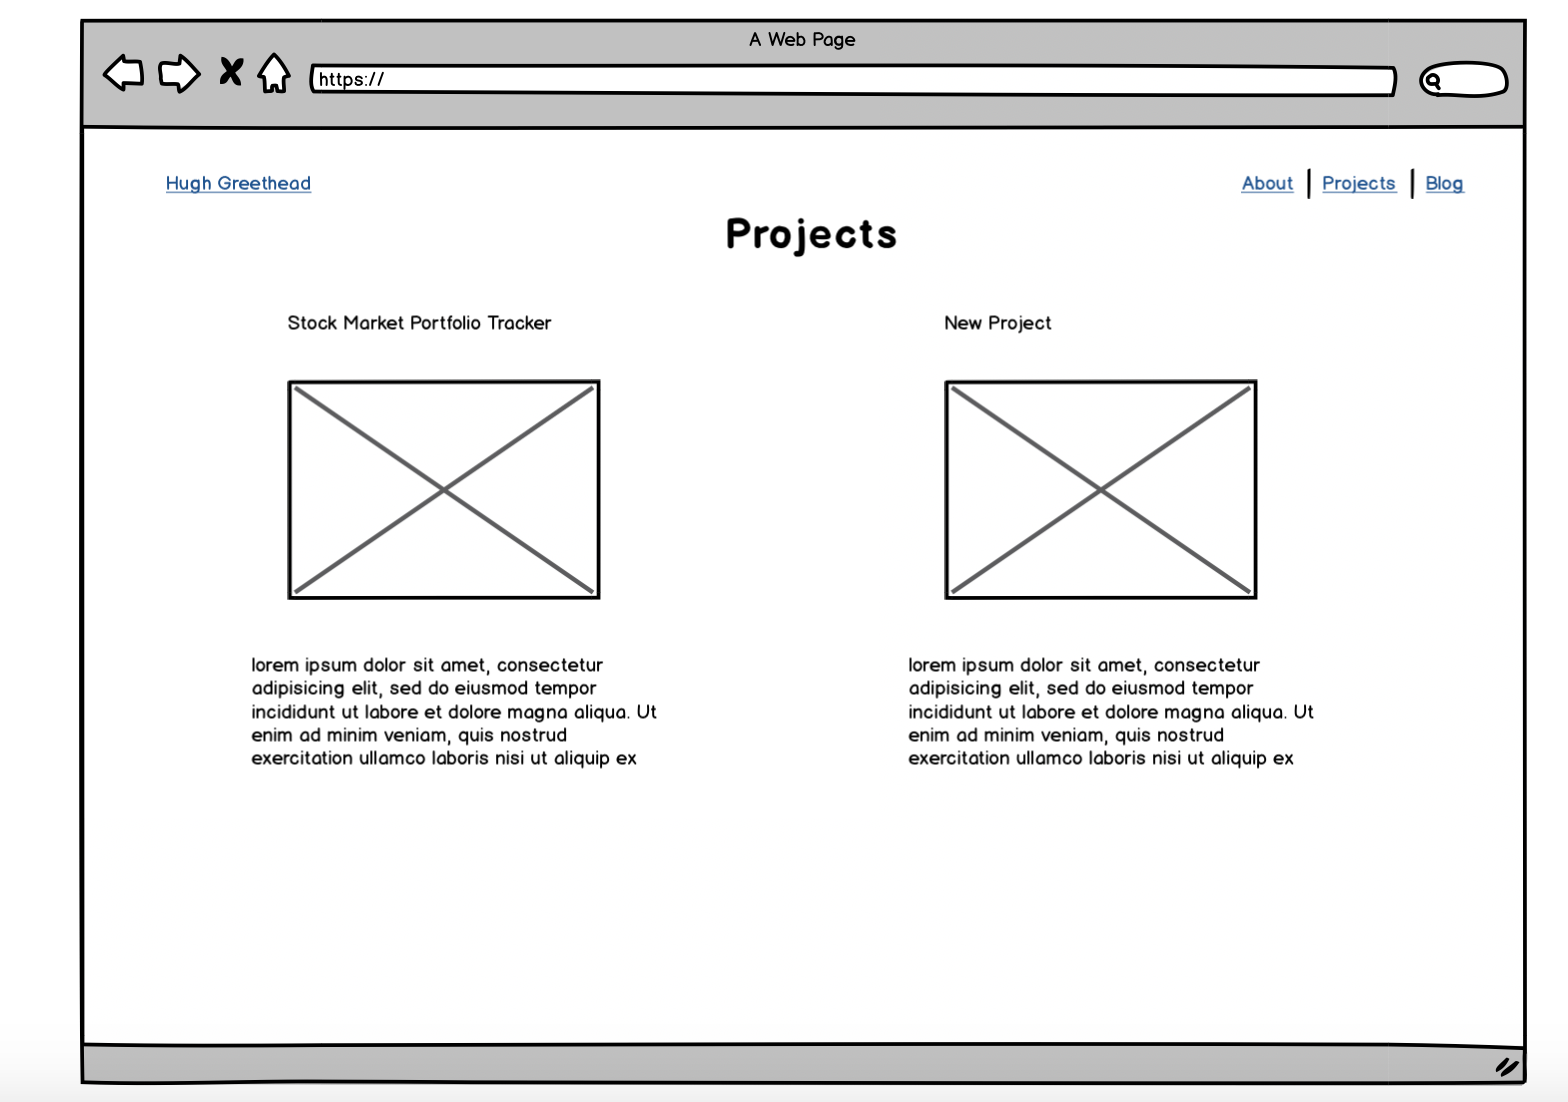 A Web Page
https://
Hugh Greethead
About | Projects | Blog
Projects
Stock Market Portfolio Tracker
New Project
lorem ipsum dolor sit amet, consectetur
adipisicing elit, sed do eiusmod tempor
incididunt ut labore et dolore magna aliqua. Ut
enim ad minim veniam, quis nostrud
exercitation ullamco laboris nisi ut aliquip ex
lorem ipsum dolor sit amet, consectetur
adipisicing elit, sed do eiusmod tempor
incididunt ut labore et dolore magna aliqua. Ut
enim ad minim veniam, quis nostrud
exercitation ullamco laboris nisi ut aliquip ex